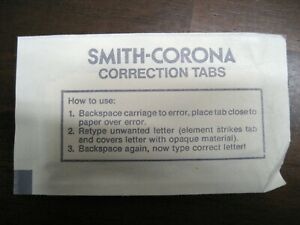 SMITH-CORONA
CORRECTION TABS
How to use:
1. Backspace carriage to error, place tab close to
paper over error.
2. Retype unwanted letter (element strikes tab
and covers letter with opaque material).
3. Backspace again, now type correct letter!